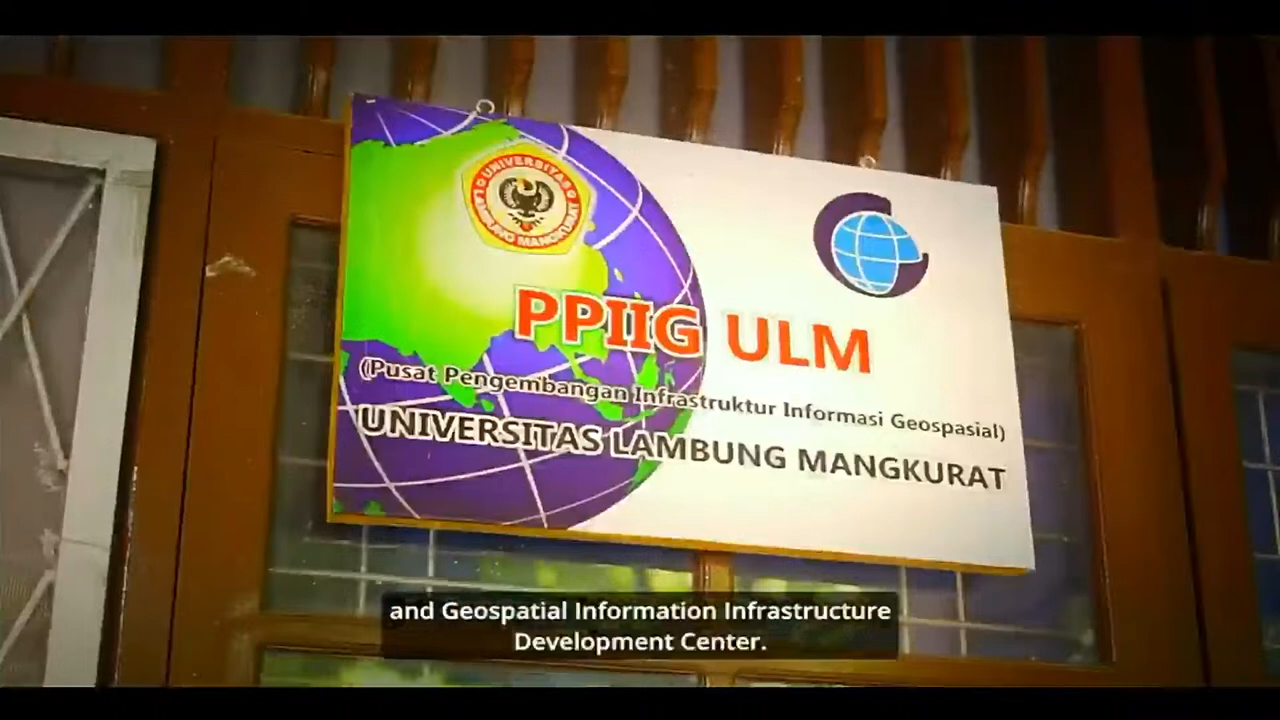 UNIVERSITAS
LAMBUNG MANGKURAT
PPIIG ULM
(Pusat Pengembangan Infrastruktur Informasi Geospasial)
UNIVERSITAS LAMBUNG MANGKURAT
and Geospatial Information Infrastructure
Development Center.